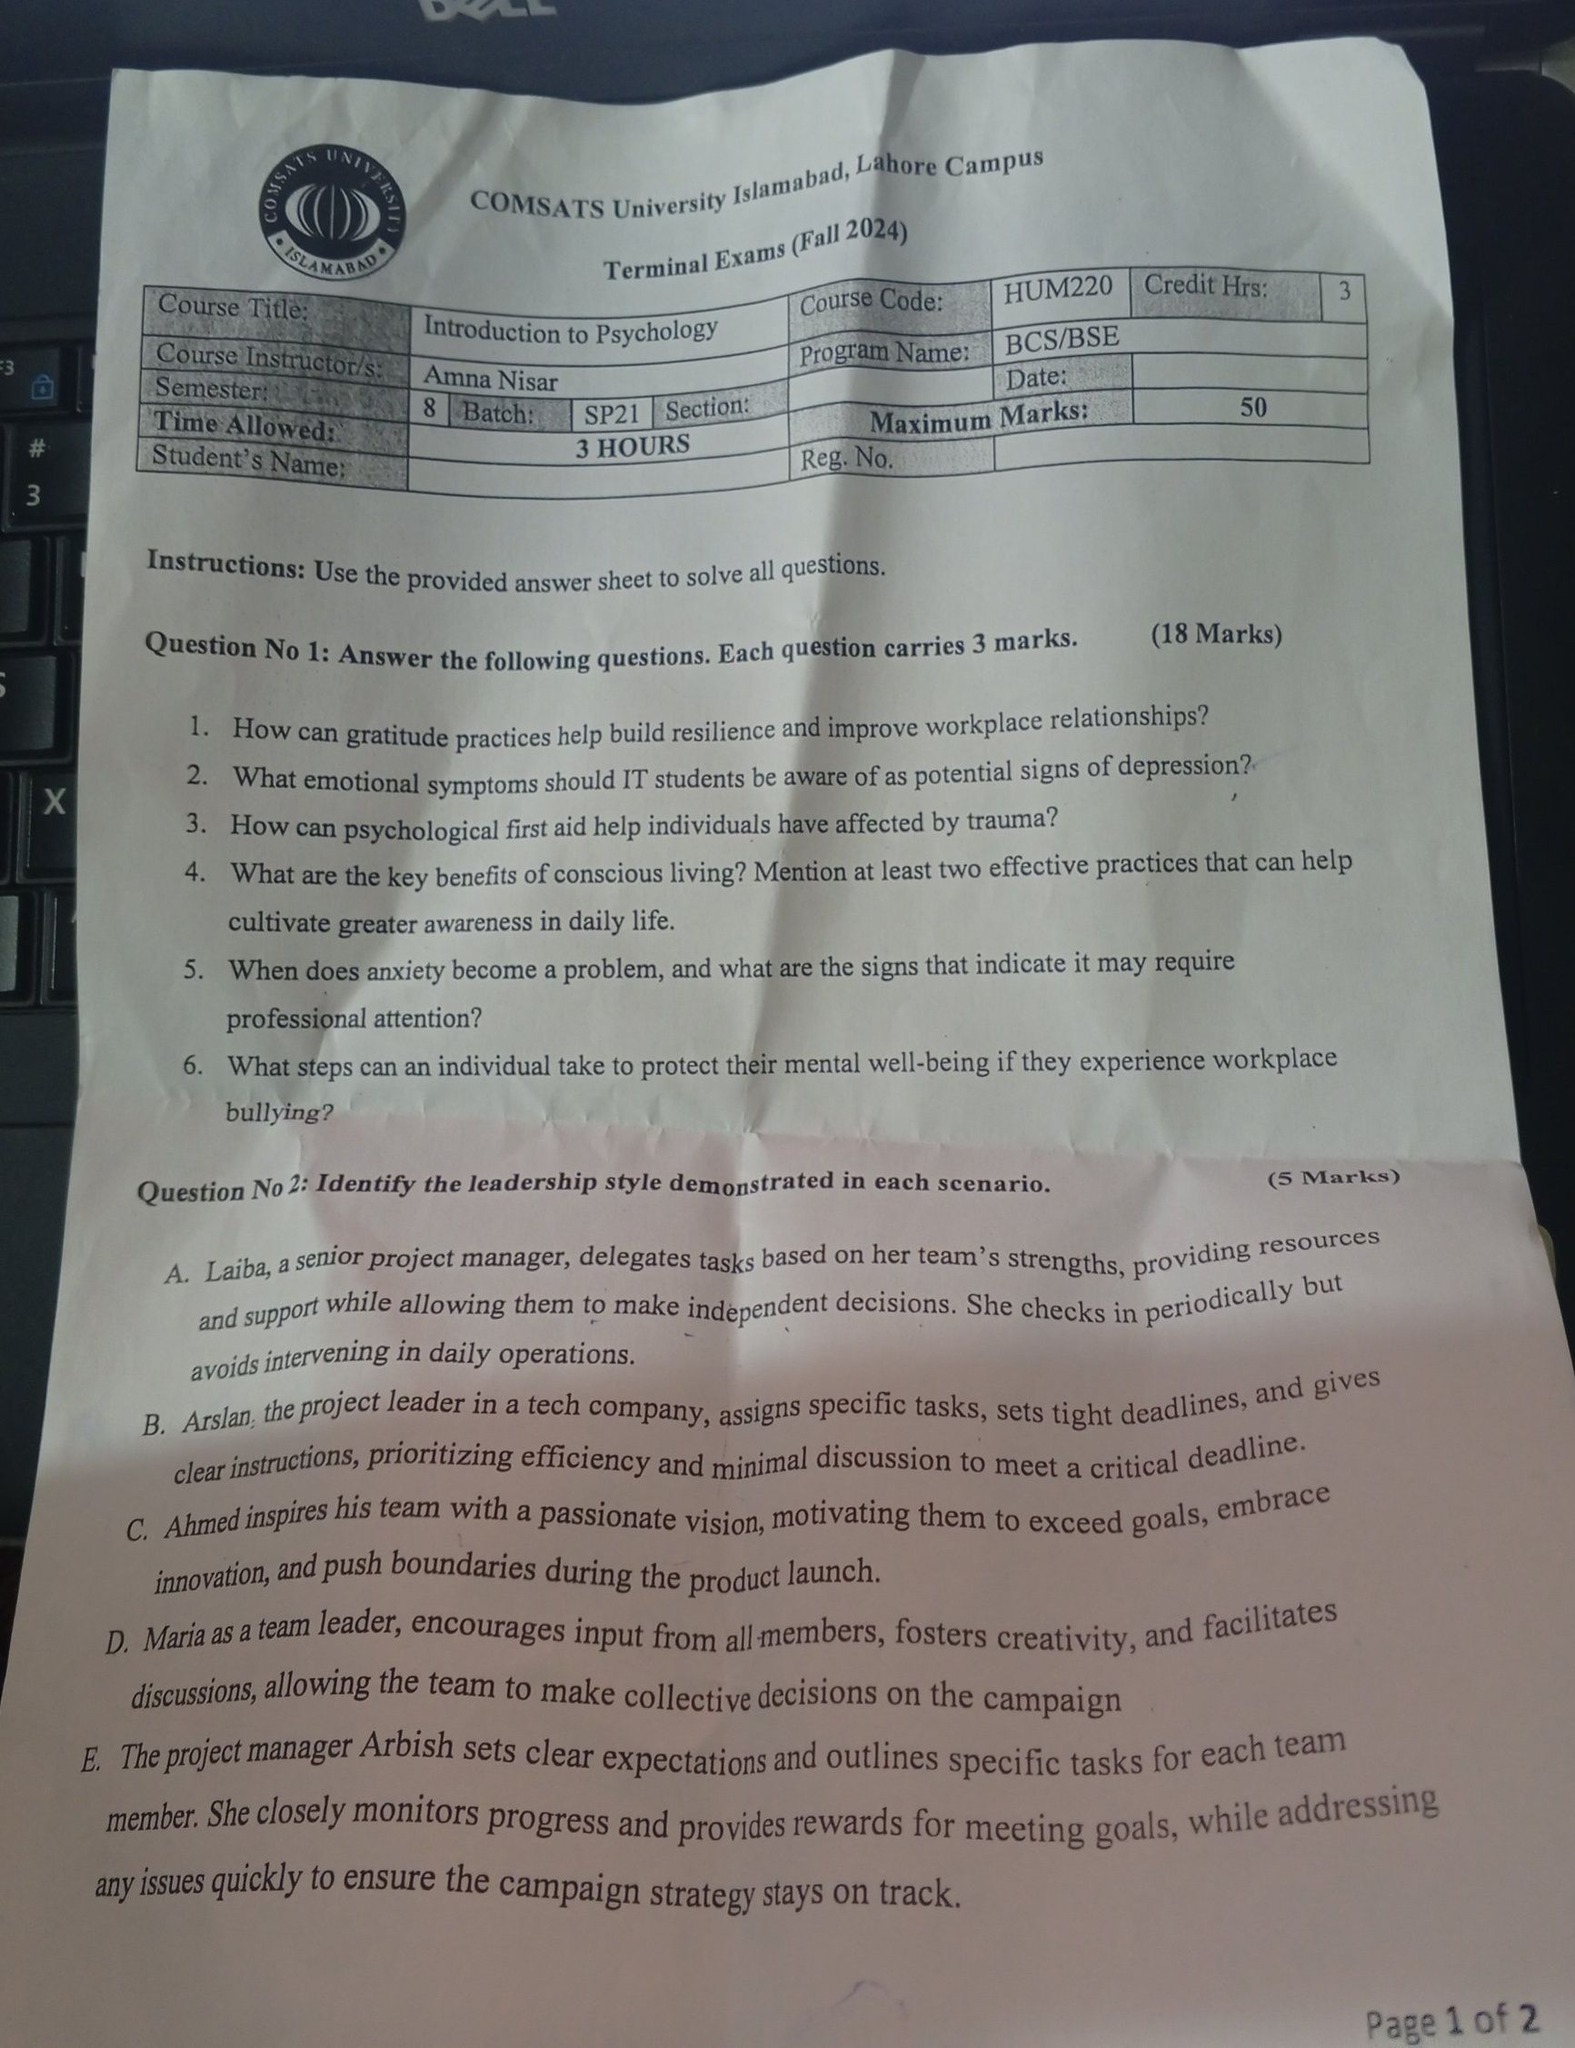 DELL
COMSATS UNIVERSITY
ISLAMABAD
COMSATS University Islamabad, Lahore Campus
Terminal Exams (Fall 2024)
Course Title: Introduction to Psychology Course Code: HUM220 Credit Hrs: 3
Course Instructor/s: Amna Nisar Program Name: BCS/BSE
Semester: 8 Batch: SP21 Section: Date:
Time Allowed: 3 HOURS Maximum Marks: 50
Student's Name: Reg. No.
Instructions: Use the provided answer sheet to solve all questions.
Question No 1: Answer the following questions. Each question carries 3 marks. (18 Marks)
1. How can gratitude practices help build resilience and improve workplace relationships?
2. What emotional symptoms should IT students be aware of as potential signs of depression?
3. How can psychological first aid help individuals have affected by trauma?
4. What are the key benefits of conscious living? Mention at least two effective practices that can help
cultivate greater awareness in daily life.
5. When does anxiety become a problem, and what are the signs that indicate it may require
professional attention?
6. What steps can an individual take to protect their mental well-being if they experience workplace
bullying?
Question No 2: Identify the leadership style demonstrated in each scenario. (5 Marks)
A. Laiba, a senior project manager, delegates tasks based on her team's strengths, providing resources
and support while allowing them to make independent decisions. She checks in periodically but
avoids intervening in daily operations.
B. Arslan, the project leader in a tech company, assigns specific tasks, sets tight deadlines, and gives
clear instructions, prioritizing efficiency and minimal discussion to meet a critical deadline.
C. Ahmed inspires his team with a passionate vision, motivating them to exceed goals, embrace
innovation, and push boundaries during the product launch.
D. Maria as a team leader, encourages input from all members, fosters creativity, and facilitates
discussions, allowing the team to make collective decisions on the campaign
E. The project manager Arbish sets clear expectations and outlines specific tasks for each team
member. She closely monitors progress and provides rewards for meeting goals, while addressing
any issues quickly to ensure the campaign strategy stays on track.
Page 1 of 2
#
3
X